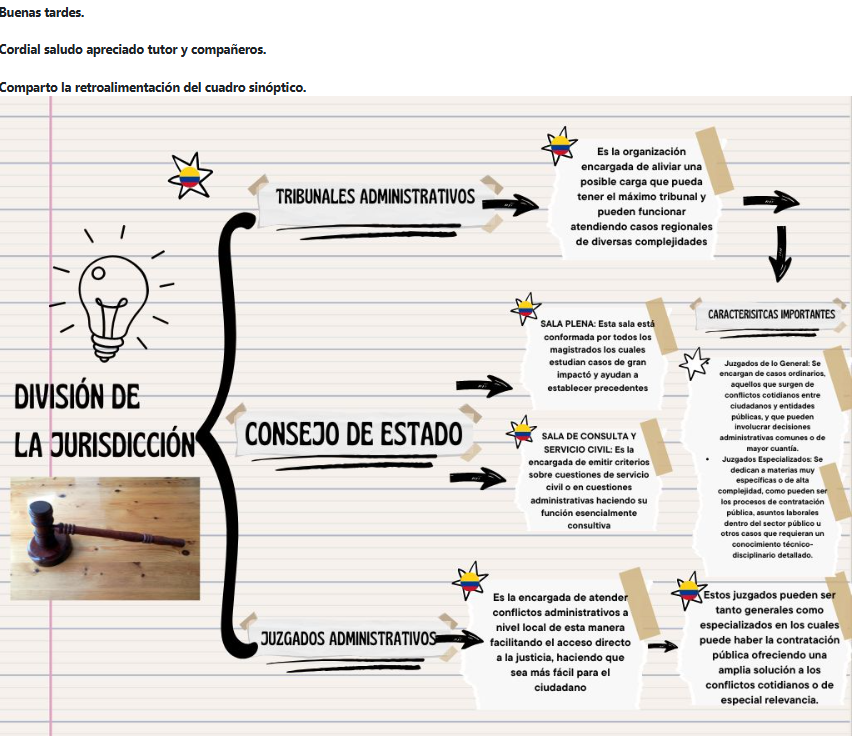 Buenas tardes.
Cordial saludo apreciado tutor y compañeros.
Comparto la retroalimentación del cuadro sinóptico.
TRIBUNALES ADMINISTRATIVOS
Es la organización
encargada de aliviar una
posible carga que pueda
tener el máximo tribunal y
pueden funcionar
atendiendo casos regionales
de diversas complejidades
DIVISIÓN DE
LA JURISDICCIÓN
CONSEJO DE ESTADO
SALA PLENA: Esta sala está
conformada por todos los
magistrados los cuales
estudian casos de gran
impactó y ayudan a
establecer precedentes
SALA DE CONSULTA Y
SERVICIO CIVIL: Es la
encargada de emitir criterios
sobre cuestiones de servicio
civil o en cuestiones
administrativas haciendo su
función esencialmente
consultiva
CARACTERISITCAS IMPORTANTES
Juzgados de lo General: Se
encargan de casos ordinarios,
aquellos que surgen de
conflictos cotidianos entre
ciudadanos y entidades
públicas, y que pueden
involucrar decisiones
administrativas comunes o de
mayor cuantía.
• Juzgados Especializados: Se
dedican a materias muy
específicas o de alta
complejidad, como pueden ser
los procesos de contratación
pública, asuntos laborales
dentro del sector público u
otros casos que requieran un
conocimiento técnico-
disciplinario detallado.
JUZGADOS ADMINISTRATIVOS
Es la encargada de atender
conflictos administrativos a
nivel local de esta manera
facilitando el acceso directo
a la justicia, haciendo que
sea más fácil para el
ciudadano
Estos juzgados pueden ser
tanto generales como
especializados en los cuales
puede haber la contratación
pública ofreciendo una
amplia solución a los
conflictos cotidianos o de
especial relevancia.